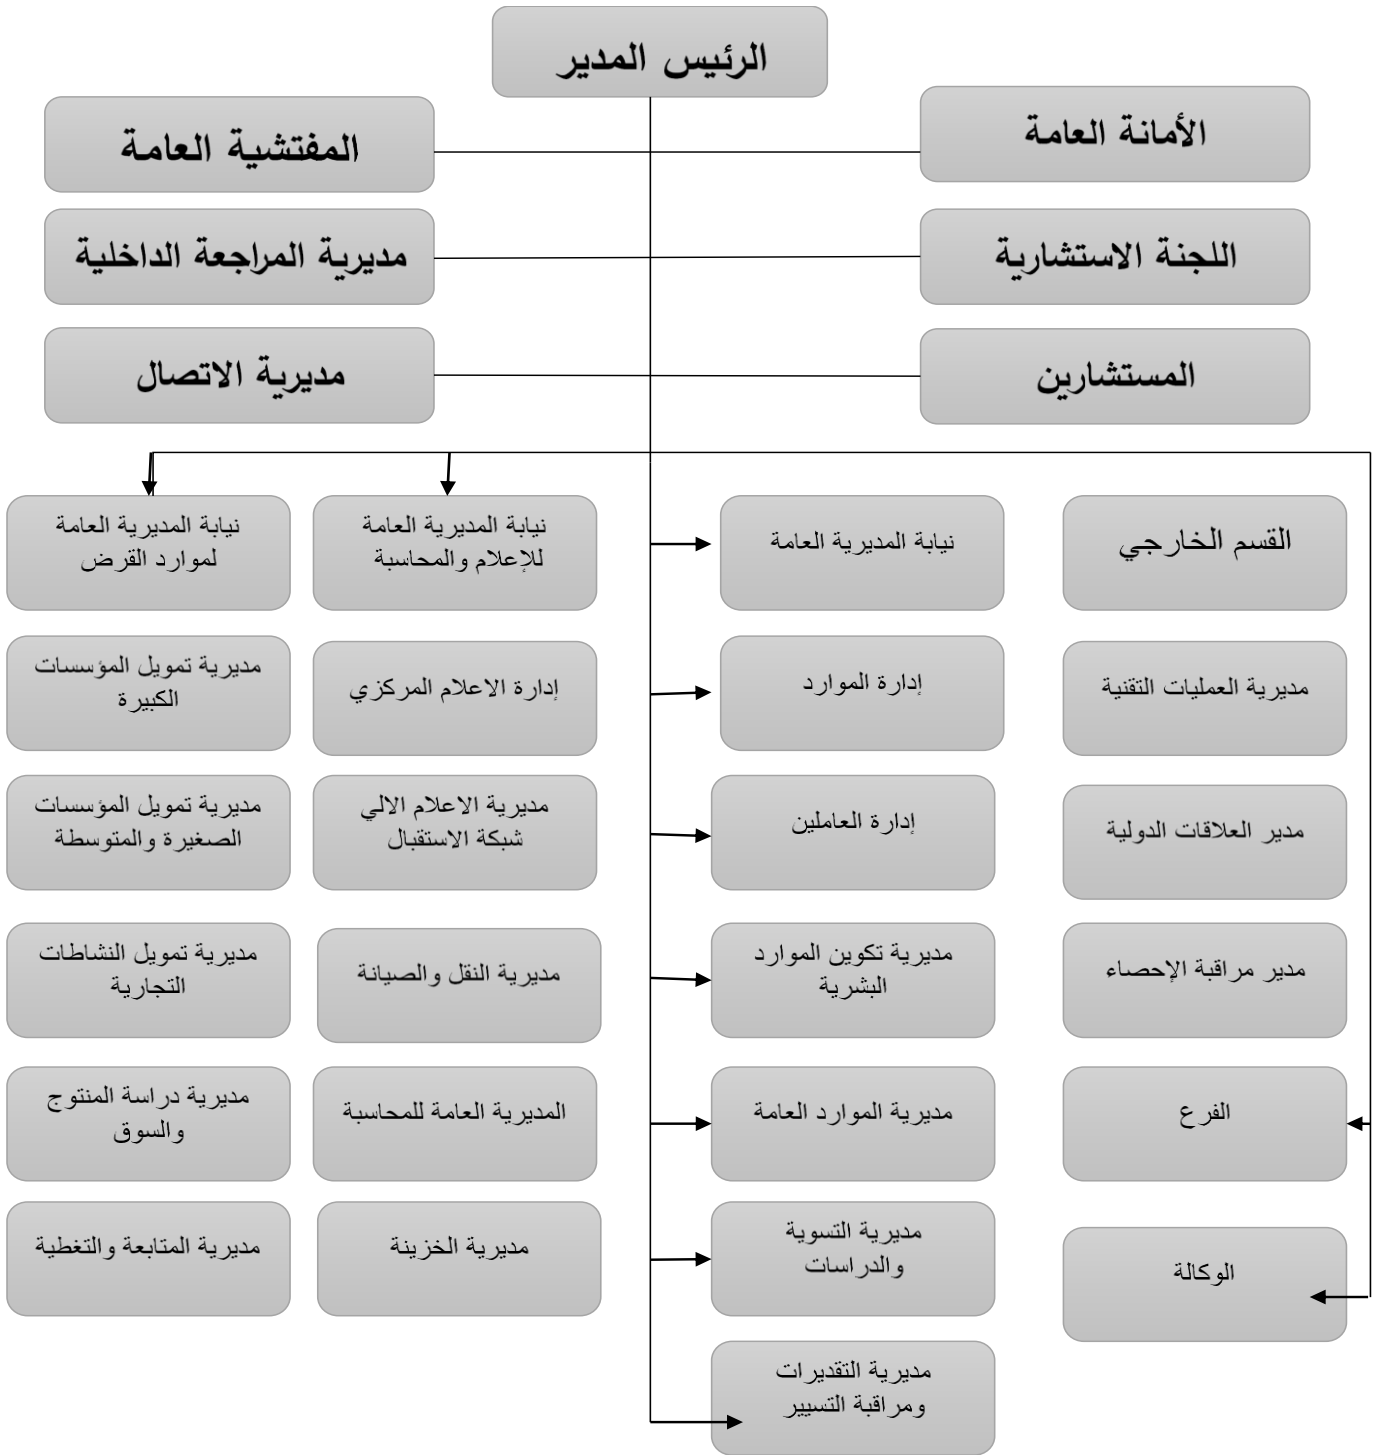 الرئيس المدير
الأمانة العامة
المفتشية العامة
اللجنة الاستشارية
مديرية المراجعة الداخلية
المستشارين
مديرية الاتصال
القسم الخارجي
مديرية العمليات التقنية
مدير العلاقات الدولية
مدير مراقبة الإحصاء
الفرع
الوكالة
نيابة المديرية العامة
إدارة الموارد
إدارة العاملين
مديرية تكوين الموارد
البشرية
مديرية الموارد العامة
مديرية التسوية
والدراسات
مديرية التقديرات
ومراقبة التسيير
نيابة المديرية العامة
للإعلام والمحاسبة
إدارة الاعلام المركزي
مديرية الاعلام الالي
شبكة الاستقبال
مديرية النقل والصيانة
المديرية العامة للمحاسبة
مديرية الخزينة
نيابة المديرية العامة
لموارد القرض
مديرية تمويل المؤسسات
الكبيرة
مديرية تمويل المؤسسات
الصغيرة والمتوسطة
مديرية تمويل النشاطات
التجارية
مديرية دراسة المنتوج
والسوق
مديرية المتابعة والتغطية